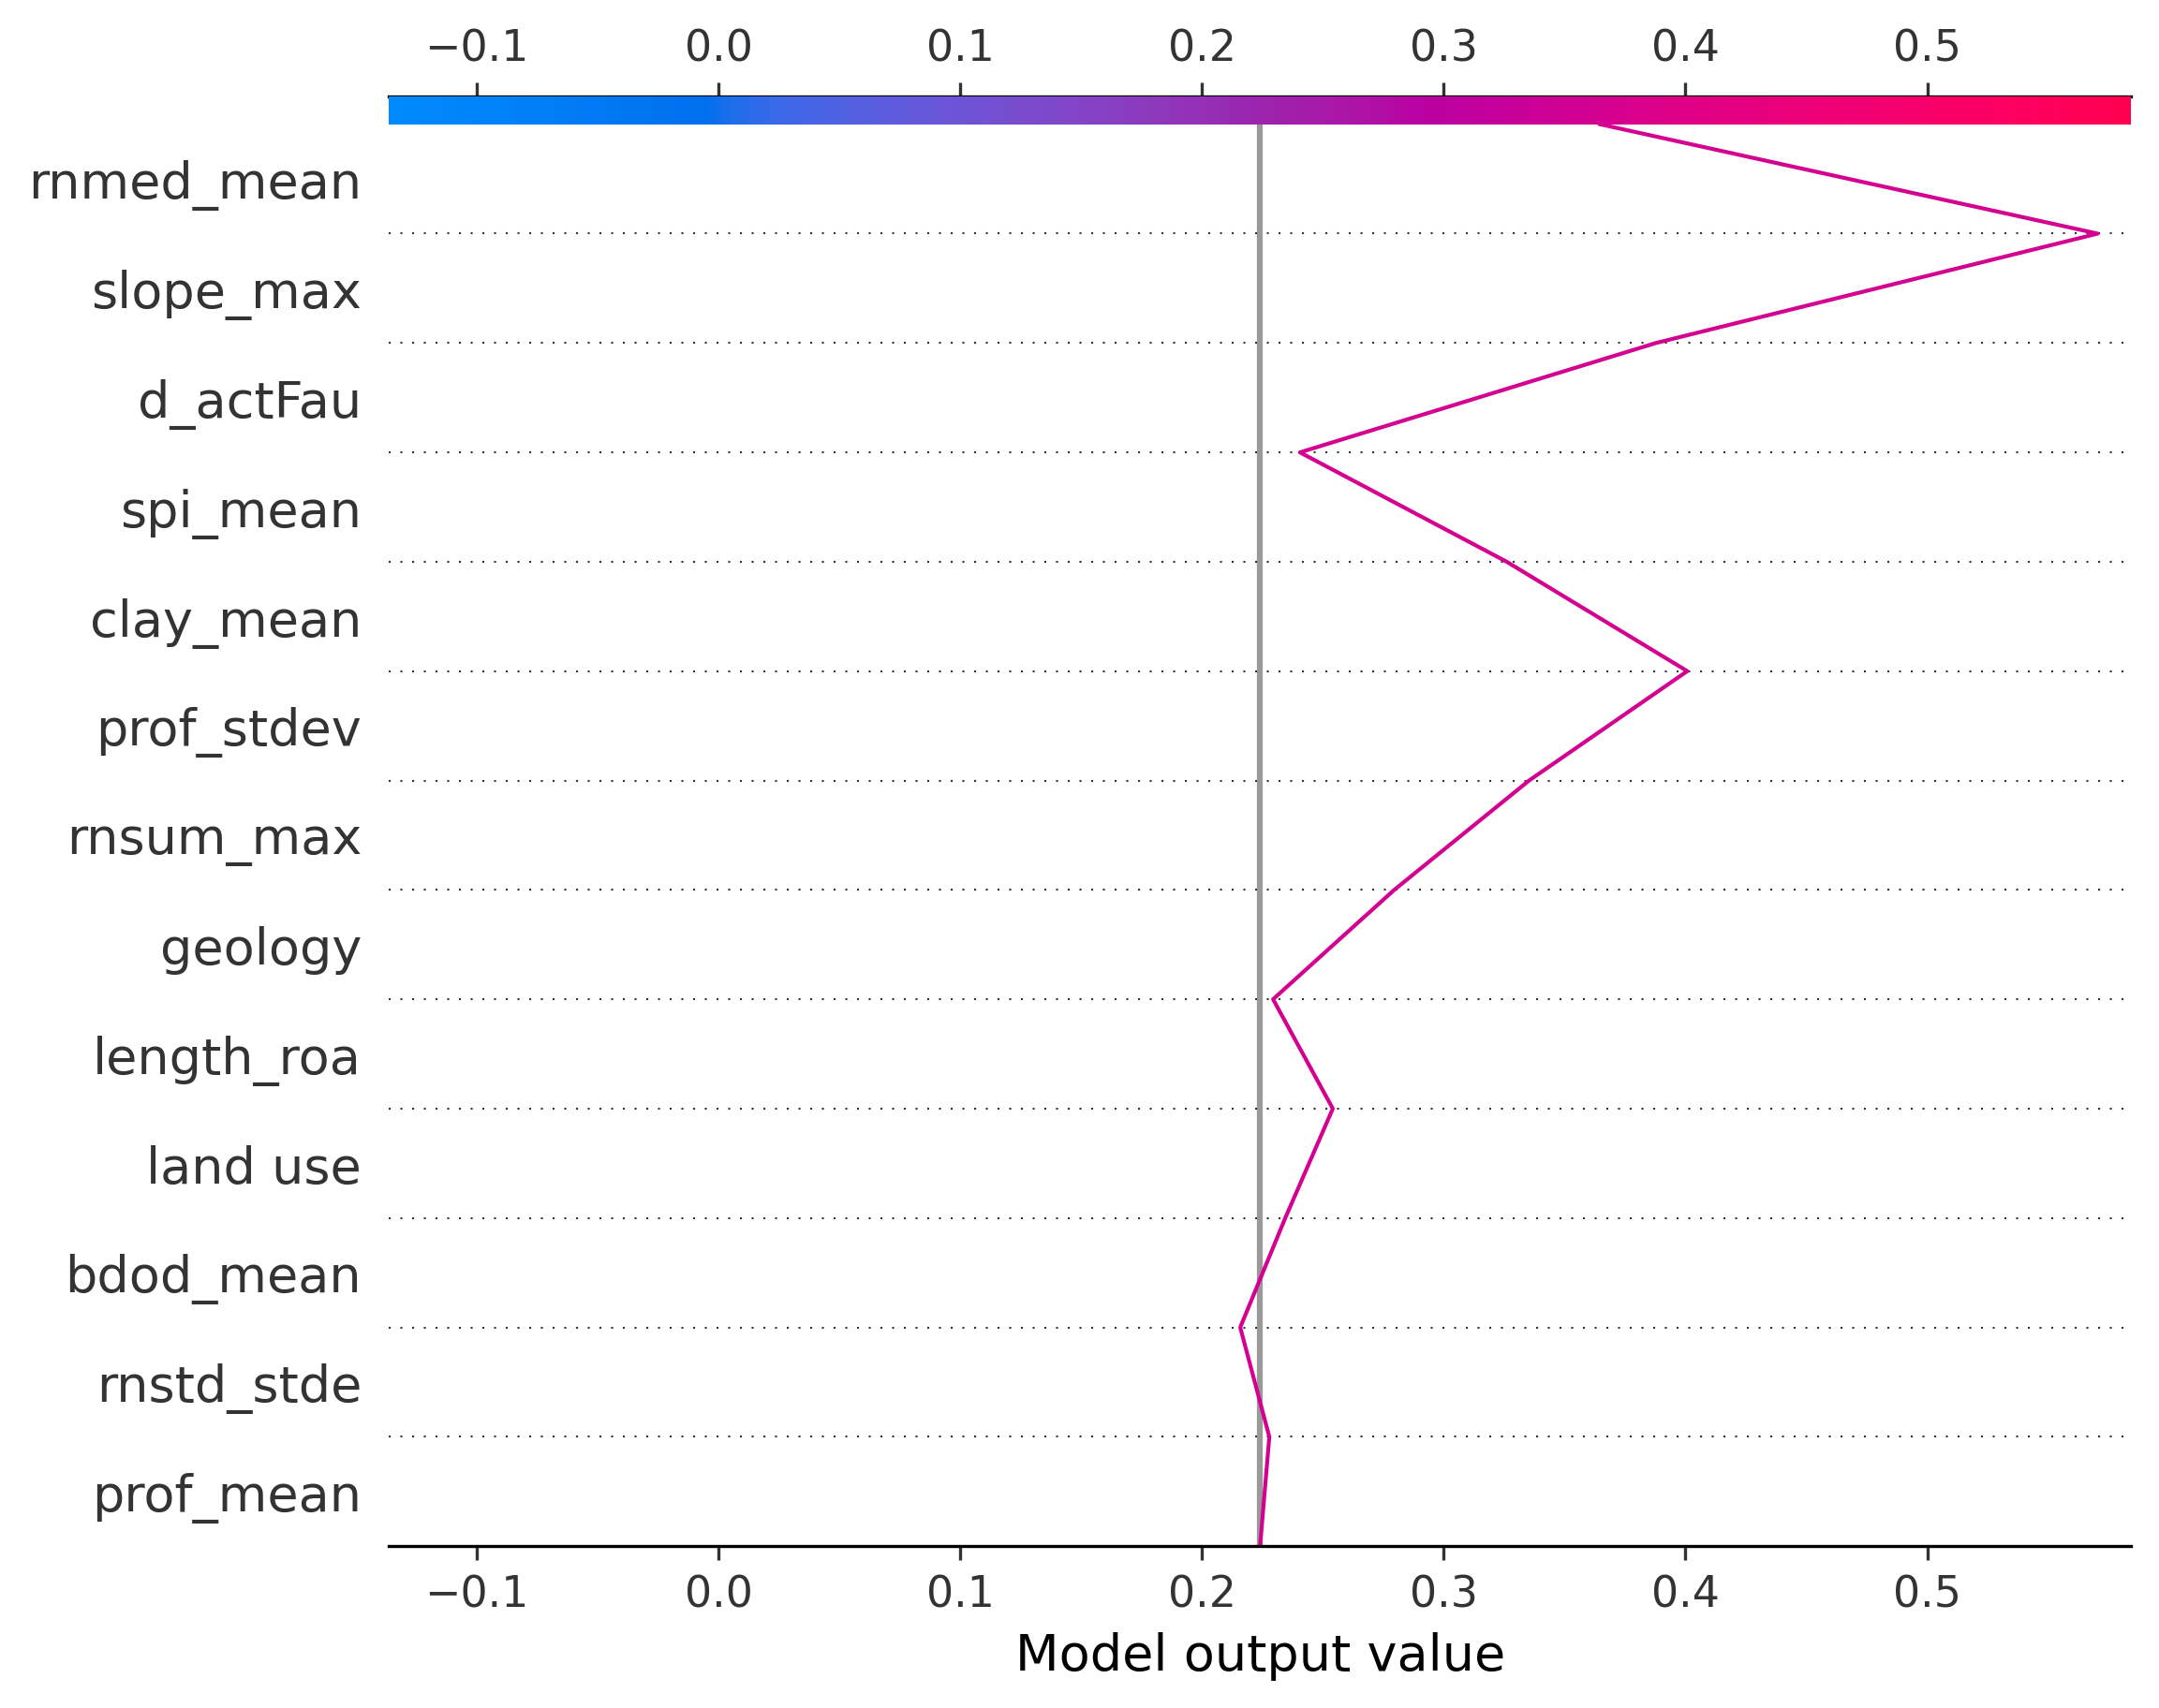 −0.1 0.0 0.1 0.2 0.3 0.4 0.5
rnmed_mean
slope_max
d_actFau
spi_mean
clay_mean
prof_stdev
rnsum_max
geology
length_roa
land use
bdod_mean
rnstd_stde
prof_mean
−0.1 0.0 0.1 0.2 0.3 0.4 0.5
Model output value